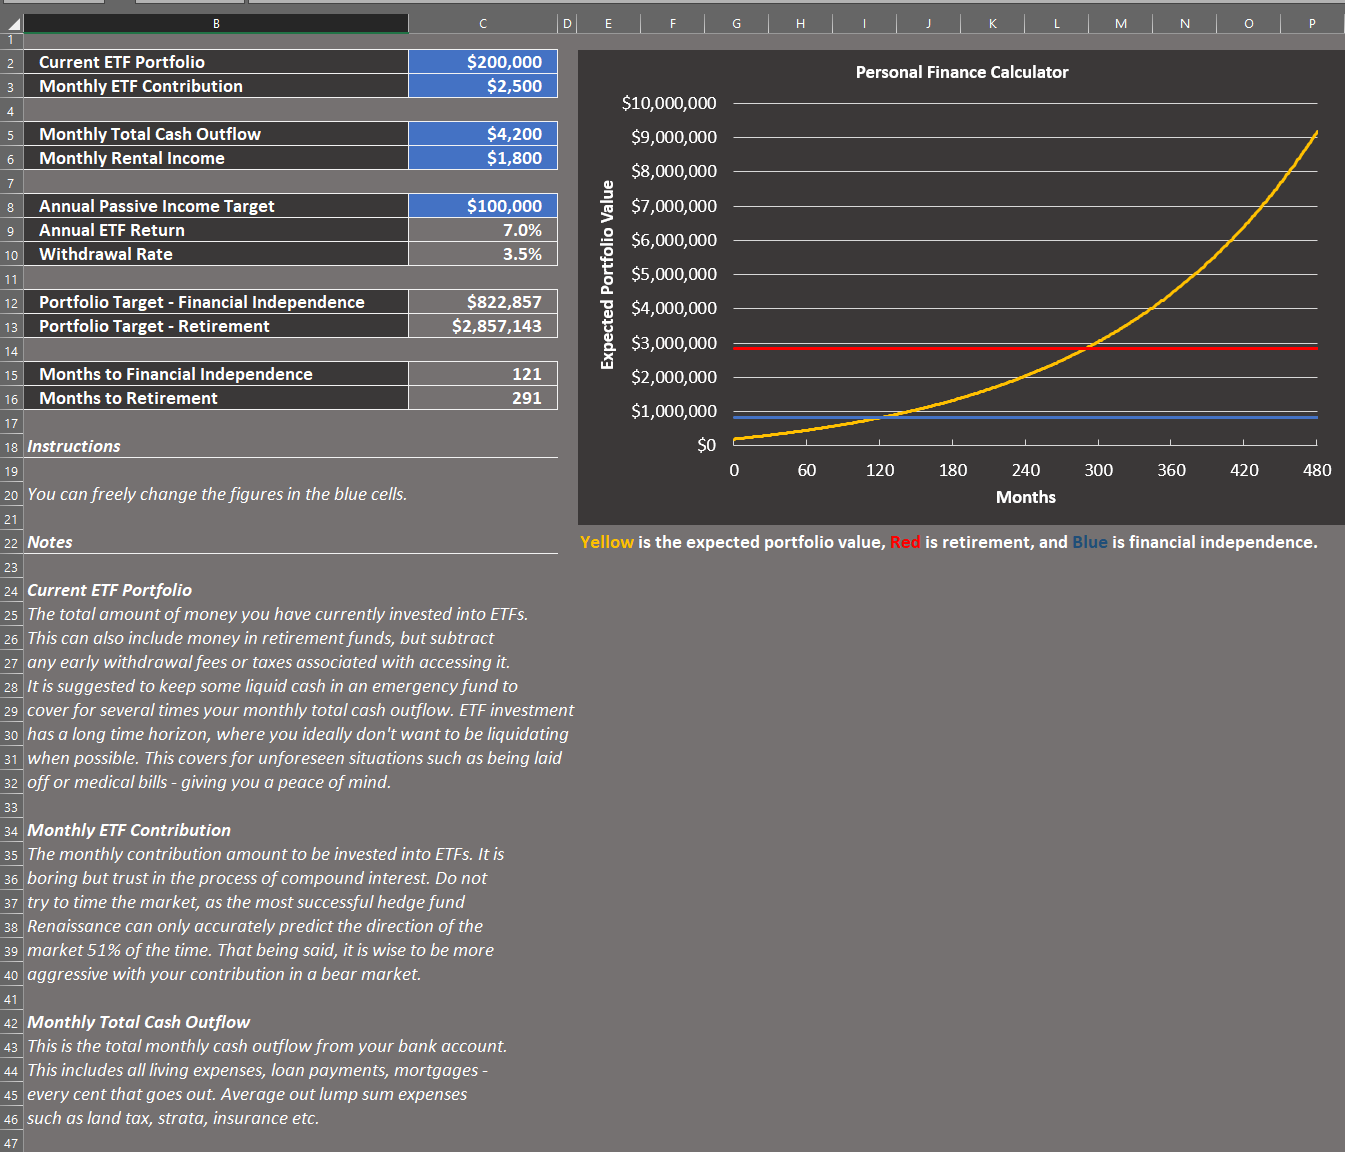 B C D E F G H I J K L M N O P
1
2 Current ETF Portfolio $200,000
3 Monthly ETF Contribution $2,500
4
5 Monthly Total Cash Outflow $4,200
6 Monthly Rental Income $1,800
7
8 Annual Passive Income Target $100,000
9 Annual ETF Return 7.0%
10 Withdrawal Rate 3.5%
11
12 Portfolio Target - Financial Independence $822,857
13 Portfolio Target - Retirement $2,857,143
14
15 Months to Financial Independence 121
16 Months to Retirement 291
17
18 Instructions
19
20 You can freely change the figures in the blue cells.
21
22 Notes
23
24 Current ETF Portfolio
25 The total amount of money you have currently invested into ETFs.
26 This can also include money in retirement funds, but subtract
27 any early withdrawal fees or taxes associated with accessing it.
28 It is suggested to keep some liquid cash in an emergency fund to
29 cover for several times your monthly total cash outflow. ETF investment
30 has a long time horizon, where you ideally don't want to be liquidating
31 when possible. This covers for unforeseen situations such as being laid
32 off or medical bills - giving you a peace of mind.
33
34 Monthly ETF Contribution
35 The monthly contribution amount to be invested into ETFs. It is
36 boring but trust in the process of compound interest. Do not
37 try to time the market, as the most successful hedge fund
38 Renaissance can only accurately predict the direction of the
39 market 51% of the time. That being said, it is wise to be more
40 aggressive with your contribution in a bear market.
41
42 Monthly Total Cash Outflow
43 This is the total monthly cash outflow from your bank account.
44 This includes all living expenses, loan payments, mortgages -
45 every cent that goes out. Average out lump sum expenses
46 such as land tax, strata, insurance etc.
47
Personal Finance Calculator
Expected Portfolio Value
$10,000,000
$9,000,000
$8,000,000
$7,000,000
$6,000,000
$5,000,000
$4,000,000
$3,000,000
$2,000,000
$1,000,000
$0
0 60 120 180 240 300 360 420 480
Months
Yellow is the expected portfolio value, Red is retirement, and Blue is financial independence.